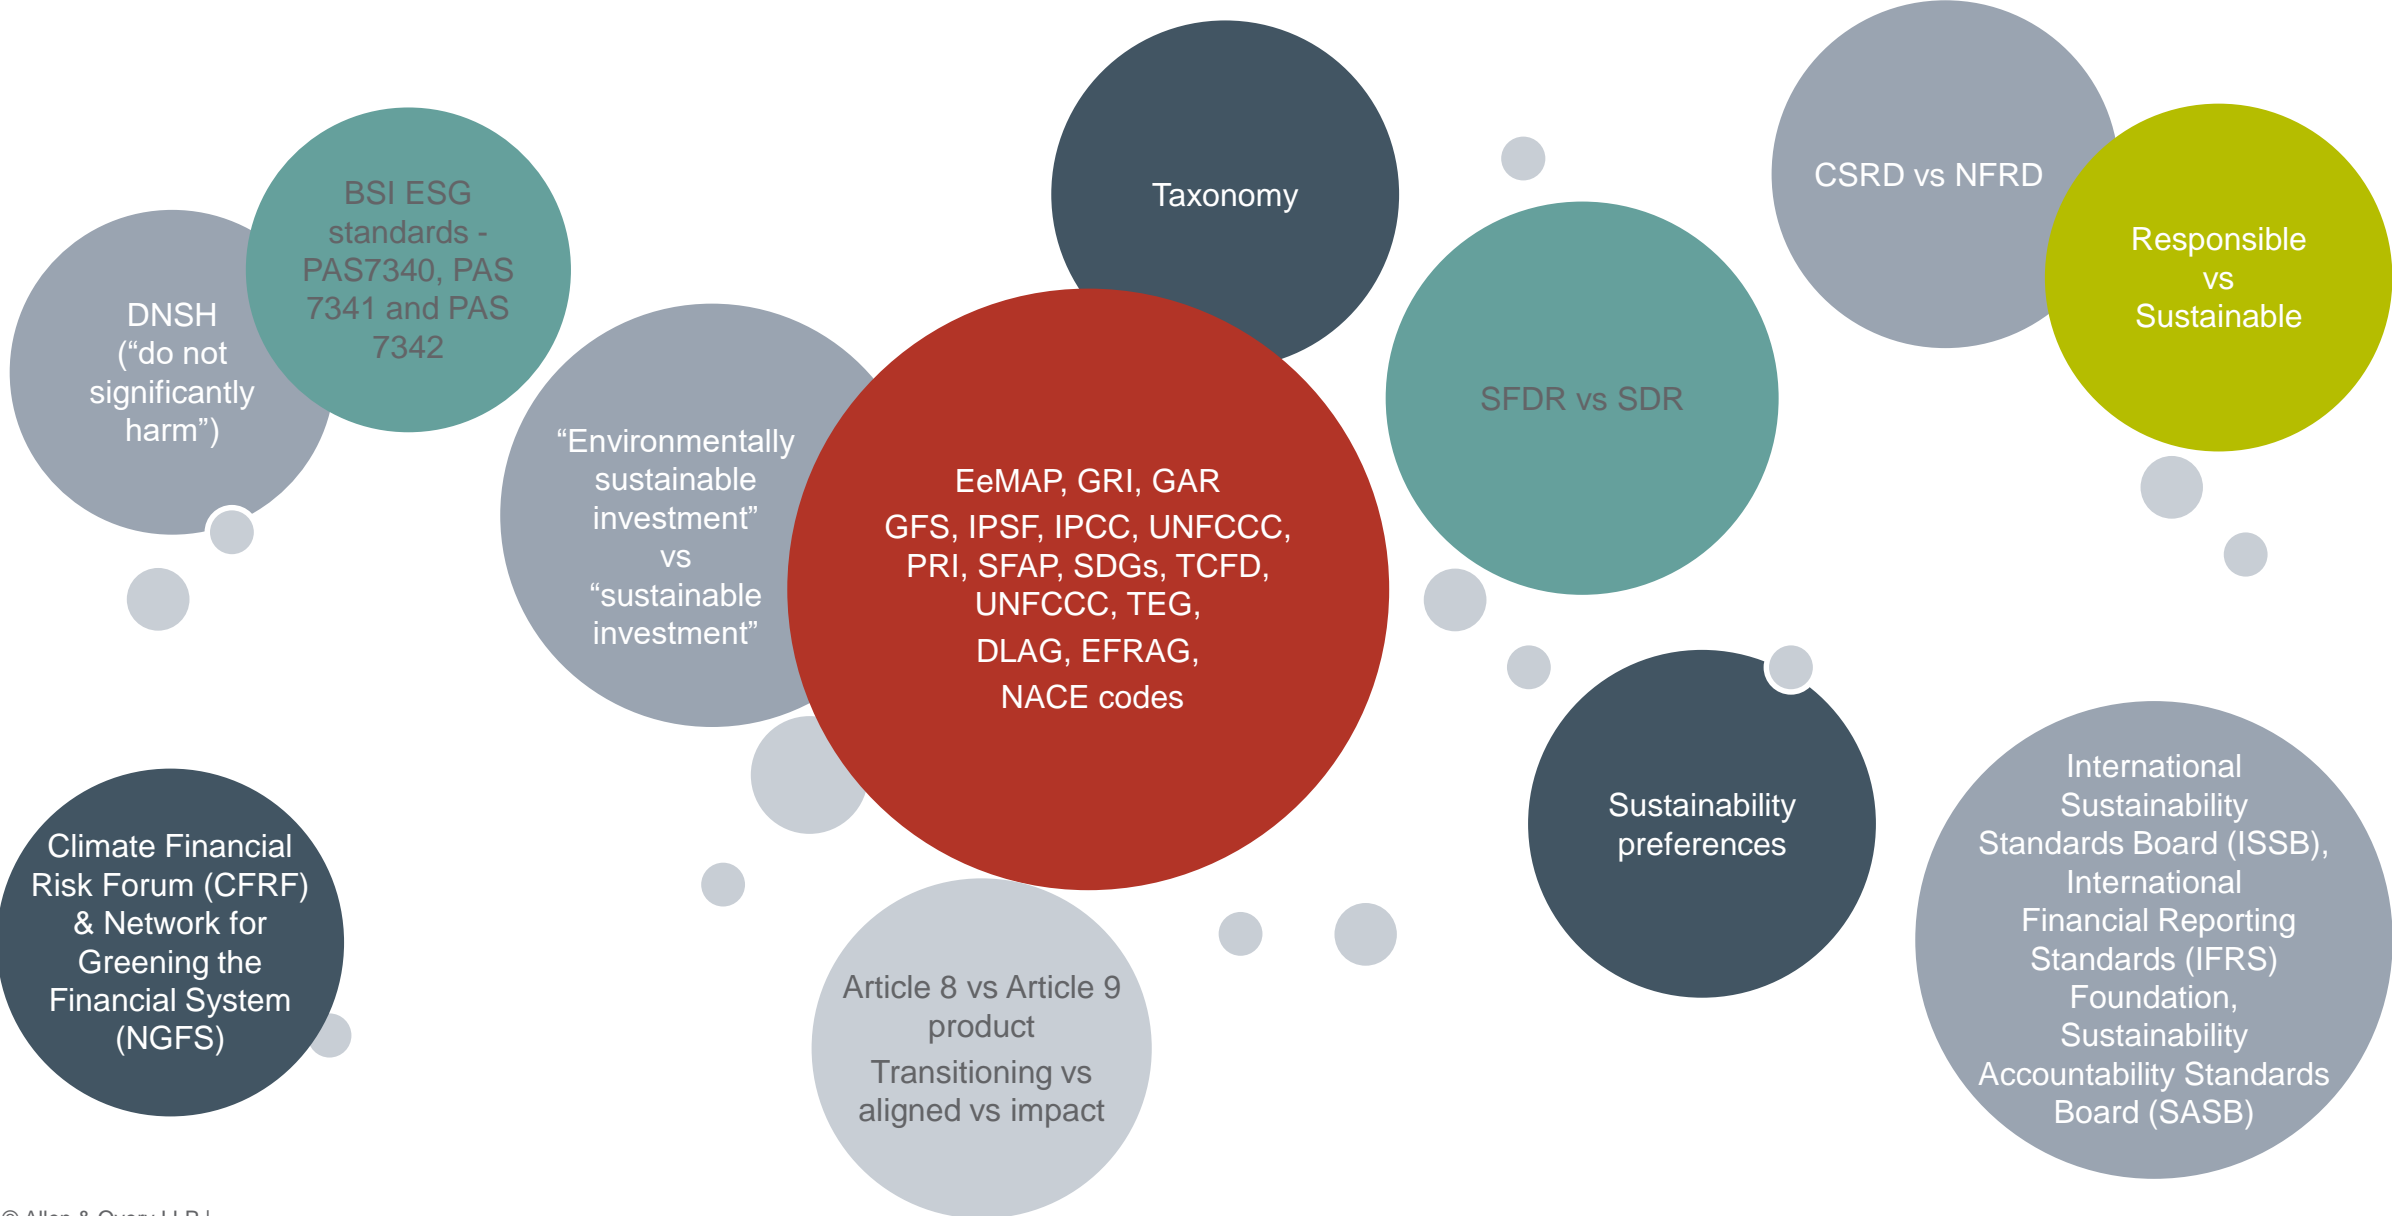 Taxonomy
CSRD vs NFRD
BSI ESG
standards -
PAS7340, PAS
7341 and PAS
7342
Responsible
vs
Sustainable
DNSH
(“do not
significantly
harm”)
SFDR vs SDR
“Environmentally
sustainable
investment”
vs
“sustainable
investment”
EeMAP, GRI, GAR
GFS, IPSF, IPCC, UNFCCC,
PRI, SFAP, SDGs, TCFD,
UNFCCC, TEG,
DLAG, EFRAG,
NACE codes
Sustainability
preferences
International
Sustainability
Standards Board (ISSB),
International
Financial Reporting
Standards (IFRS)
Foundation,
Sustainability
Accountability Standards
Board (SASB)
Climate Financial
Risk Forum (CFRF)
& Network for
Greening the
Financial System
(NGFS)
Article 8 vs Article 9
product
Transitioning vs
aligned vs impact
© Allen & Overy LLP |